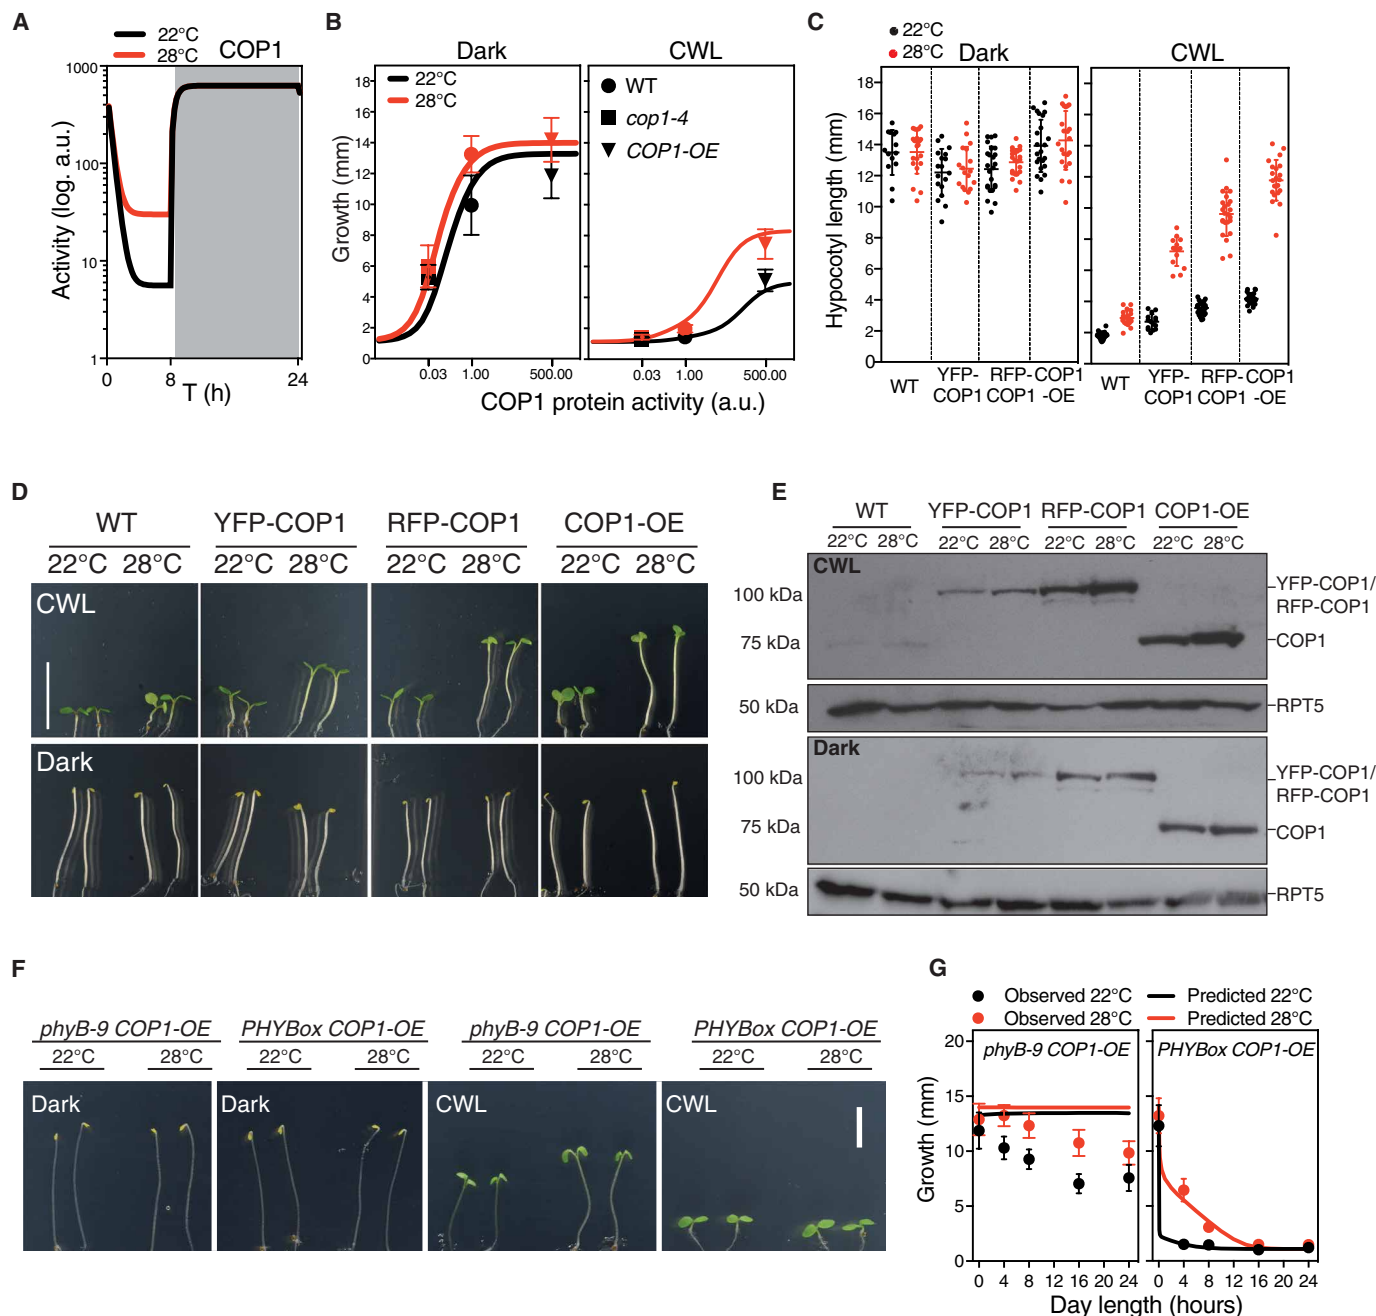 A
22°C
28°C
COP1
1000
100
10
1
Activity (log. a.u.)
0
8
24
T (h)
B
Dark
CWL
22°C
28°C
WT
cop1-4
COP1-OE
18
16
14
12
10
8
6
4
2
0
Growth (mm)
0.03
1.00
500.00
0.03
1.00
500.00
COP1 protein activity (a.u.)
C
22°C
28°C
Dark
CWL
18
16
14
12
10
8
6
4
2
0
Hypocotyl length (mm)
WT
YFP-
COP1
RFP-
COP1
COP1
-OE
WT
YFP-
COP1
RFP-
COP1
COP1
-OE
D
WT
YFP-COP1
RFP-COP1
COP1-OE
22°C 28°C
22°C 28°C
22°C 28°C
22°C 28°C
CWL
Dark
E
WT
YFP-COP1
RFP-COP1
COP1-OE
22°C 28°C
22°C 28°C
22°C 28°C
22°C 28°C
CWL
100 kDa
YFP-COP1/
RFP-COP1
75 kDa
COP1
50 kDa
RPT5
Dark
100 kDa
YFP-COP1/
RFP-COP1
75 kDa
COP1
50 kDa
RPT5
F
phyB-9 COP1-OE
PHYBox COP1-OE
phyB-9 COP1-OE
PHYBox COP1-OE
22°C 28°C
22°C 28°C
22°C 28°C
22°C 28°C
Dark
Dark
CWL
CWL
G
Observed 22°C
Predicted 22°C
Observed 28°C
Predicted 28°C
phyB-9 COP1-OE
PHYBox COP1-OE
20
15
10
5
0
Growth (mm)
0 4 8 12 16 20 24
0 4 8 12 16 20 24
Day length (hours)